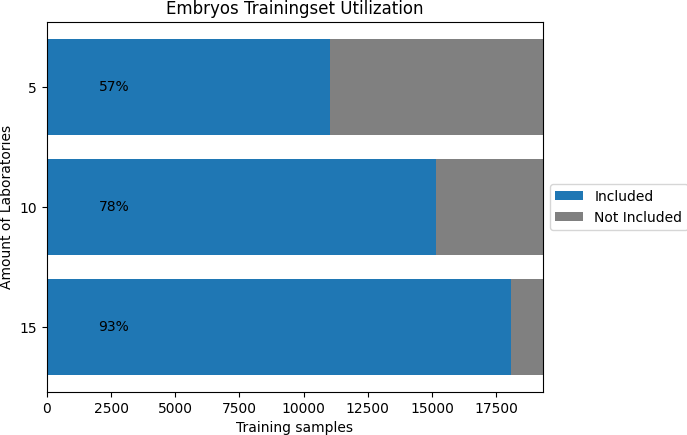 Embryos Trainingset Utilization
Amount of Laboratories
5
57%
10
78%
15
93%
Included
Not Included
0 2500 5000 7500 10000 12500 15000 17500
Training samples